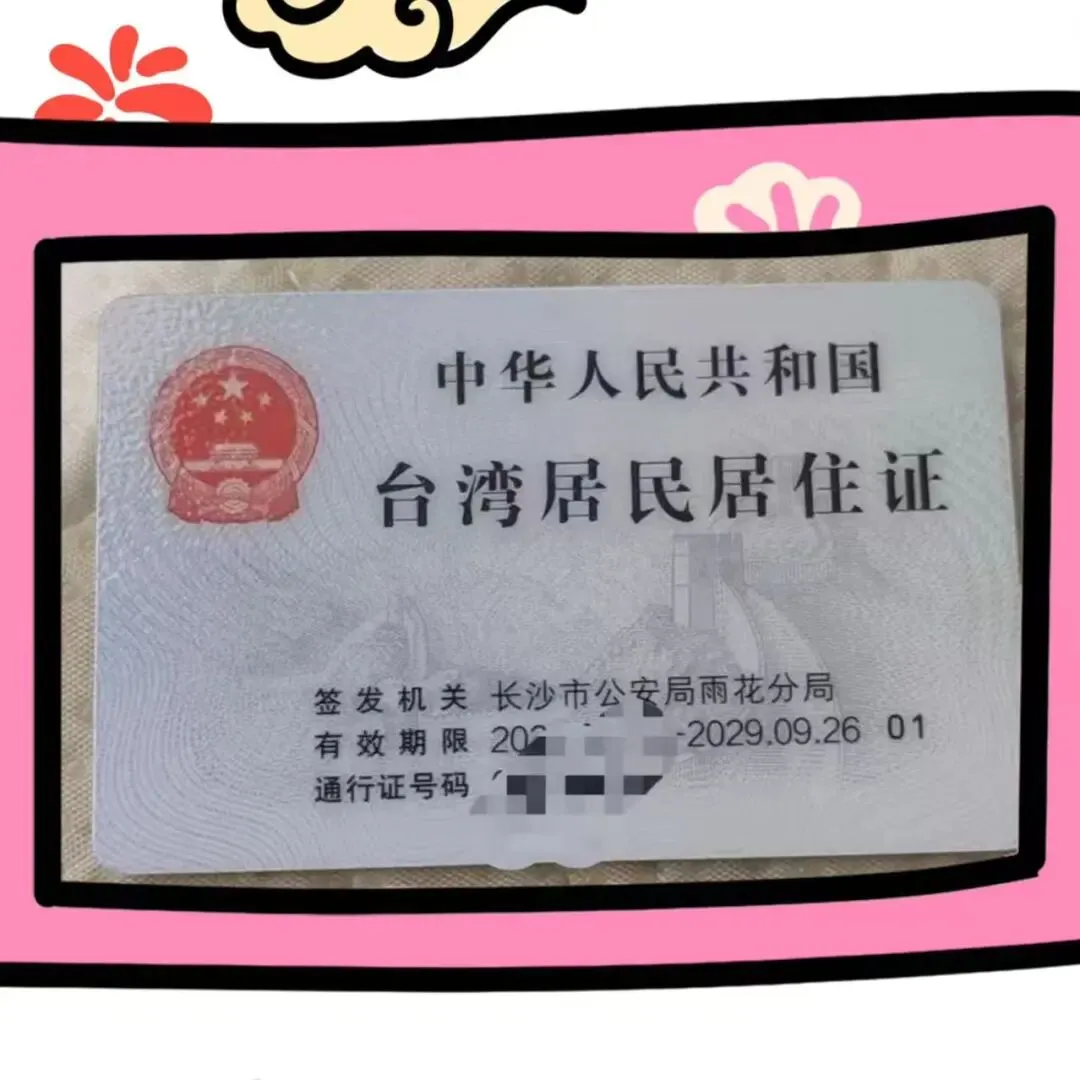 中华人民共和国
台湾居民居住证
签发机关 长沙市公安局雨花分局
有效期限 202 -2029.09.26 01
通行证号码